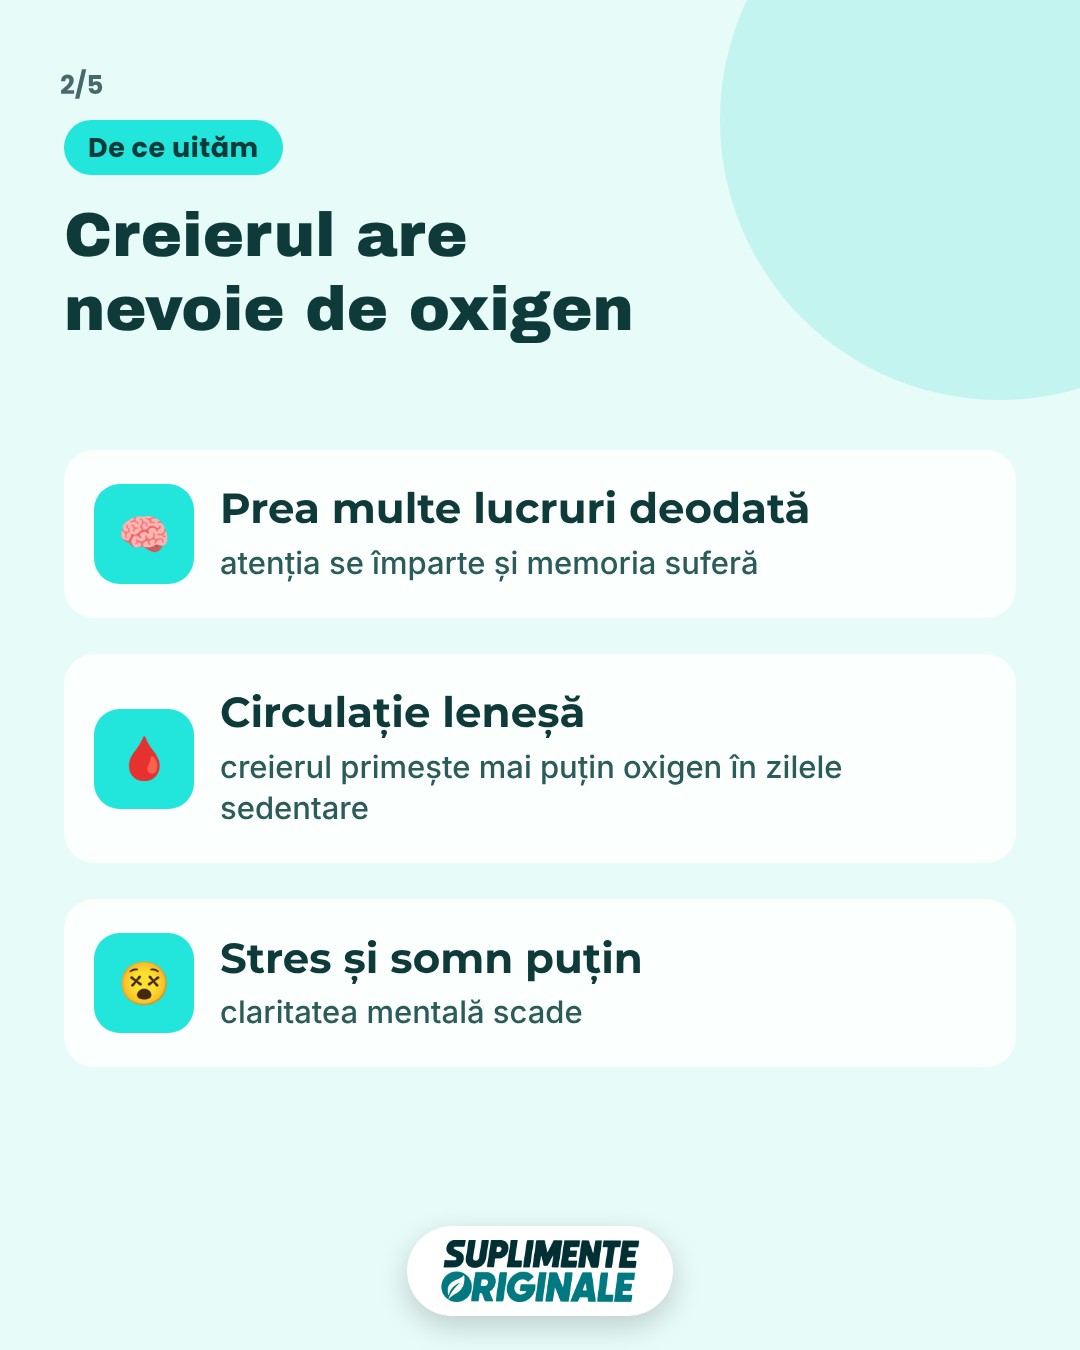 2/5
De ce uităm
Creierul are
nevoie de oxigen
Prea multe lucruri deodată
atenția se împarte și memoria suferă
Circulație leneșă
creierul primește mai puțin oxigen în zilele
sedentare
Stres și somn puțin
claritatea mentală scade
SUPLIMENTE
ORIGINALE